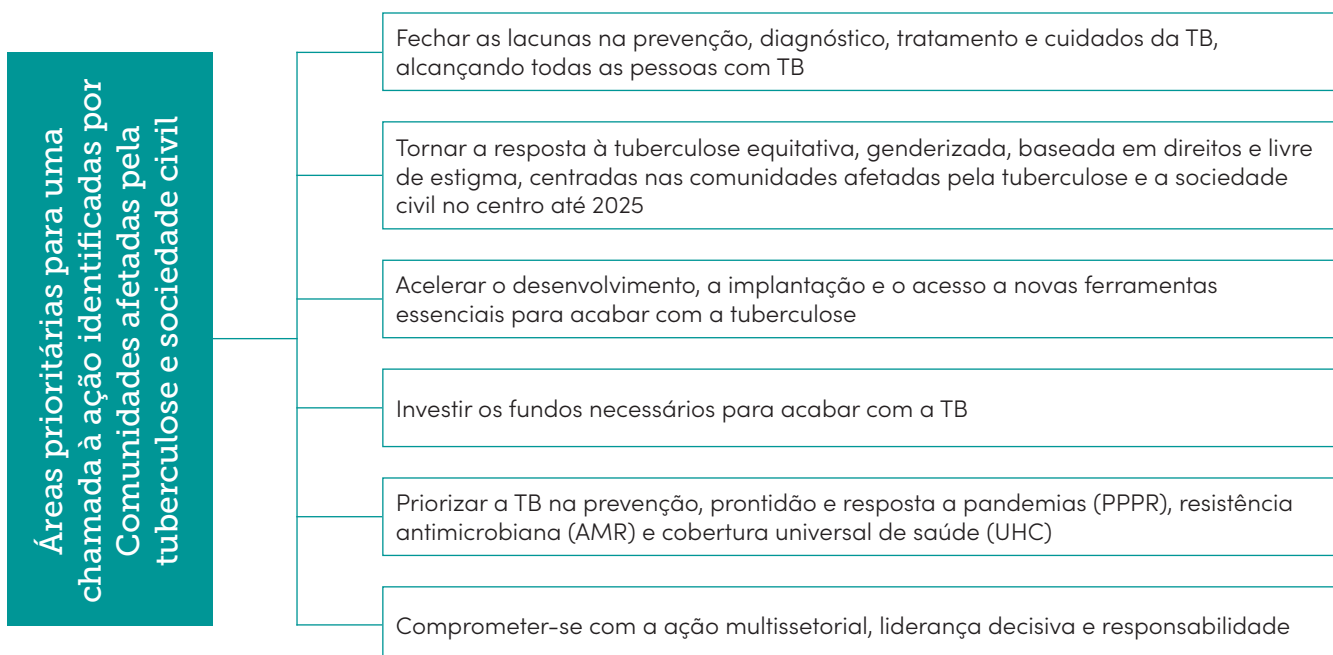 Áreas prioritárias para uma
chamada à ação identificadas por
Comunidades afetadas pela
tuberculose e sociedade civil
Fechar as lacunas na prevenção, diagnóstico, tratamento e cuidados da TB,
alcançando todas as pessoas com TB
Tornar a resposta à tuberculose equitativa, genderizada, baseada em direitos e livre
de estigma, centradas nas comunidades afetadas pela tuberculose e a sociedade
civil no centro até 2025
Acelerar o desenvolvimento, a implantação e o acesso a novas ferramentas
essenciais para acabar com a tuberculose
Investir os fundos necessários para acabar com a TB
Priorizar a TB na prevenção, prontidão e resposta a pandemias (PPPR), resistência
antimicrobiana (AMR) e cobertura universal de saúde (UHC)
Comprometer-se com a ação multissetorial, liderança decisiva e responsabilidade